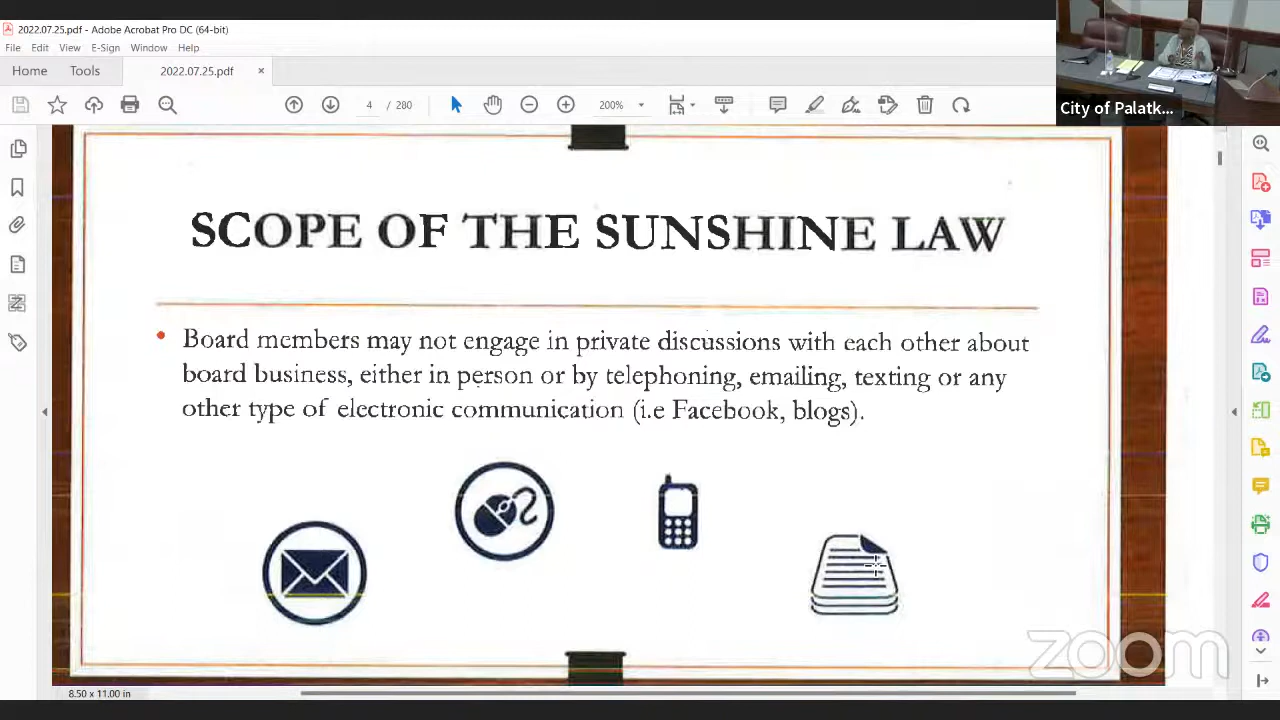 2022.07.25.pdf - Adobe Acrobat Pro DC (64-bit)
File Edit View E-Sign Window Help
Home Tools 2022.07.25.pdf ×
4 / 280 200%
City of Palatk...
SCOPE OF THE SUNSHINE LAW
• Board members may not engage in private discussions with each other about
board business, either in person or by telephoning, emailing, texting or any
other type of electronic communication (i.e Facebook, blogs).
zoom
8.50 x 11.00 in